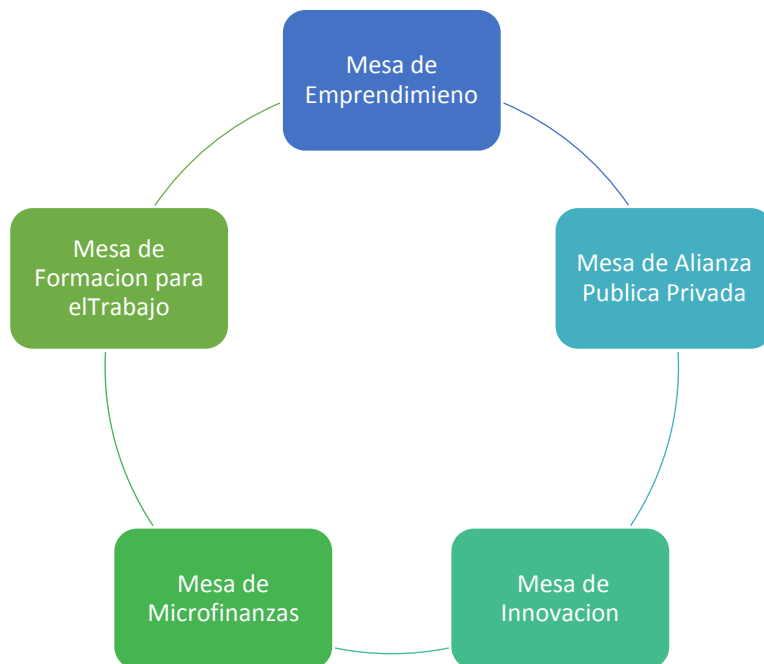 Mesa de
Emprendimieno
Mesa de Alianza
Publica Privada
Mesa de
Innovacion
Mesa de
Microfinanzas
Mesa de
Formacion para
elTrabajo